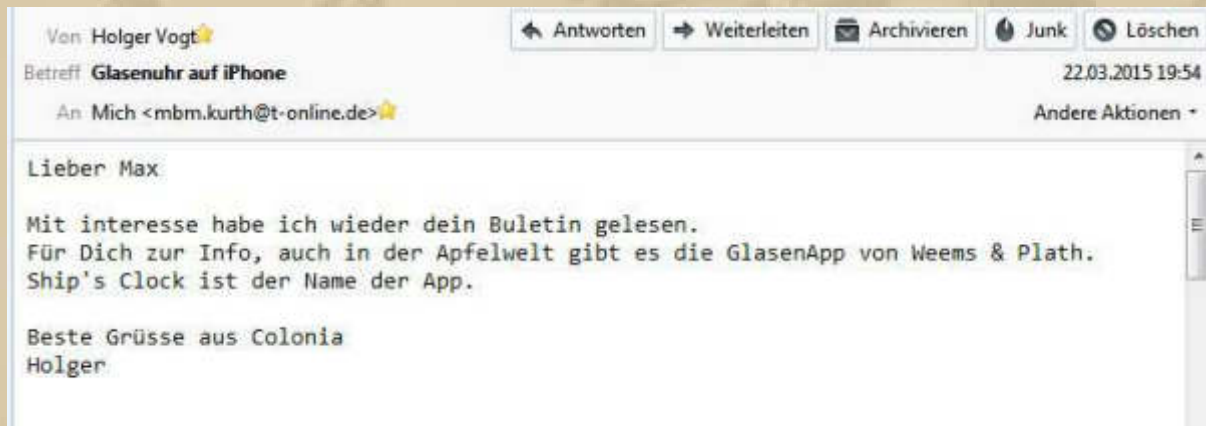 Von Holger Vogt
Antworten Weiterleiten Archivieren Junk Löschen
Betreff Glasenuhr auf iPhone 22.03.2015 19:54
An Mich <mbm.kurth@t-online.de> Andere Aktionen
Lieber Max
Mit interesse habe ich wieder dein Buletin gelesen.
Für Dich zur Info, auch in der Apfelwelt gibt es die GlasenApp von Weems & Plath.
Ship's Clock ist der Name der App.
Beste Grüsse aus Colonia
Holger